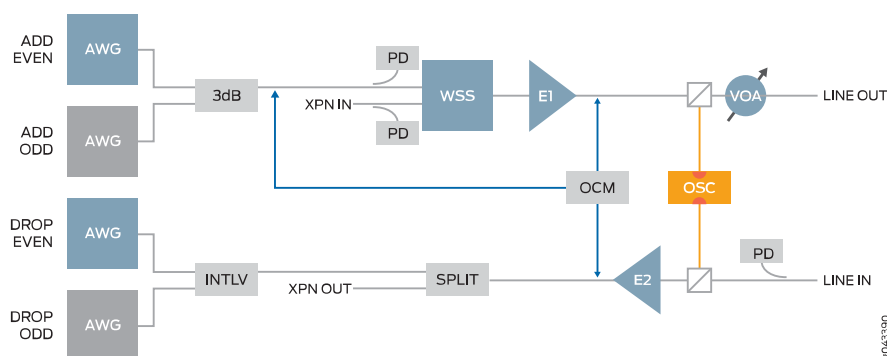 ADD
EVEN
AWG
PD
3dB
WSS
E1
VOA
LINE OUT
XPN IN
ADD
ODD
AWG
PD
OCM
OSC
DROP
EVEN
AWG
PD
INTLV
SPLIT
E2
LINE IN
XPN OUT
DROP
ODD
AWG
g043390